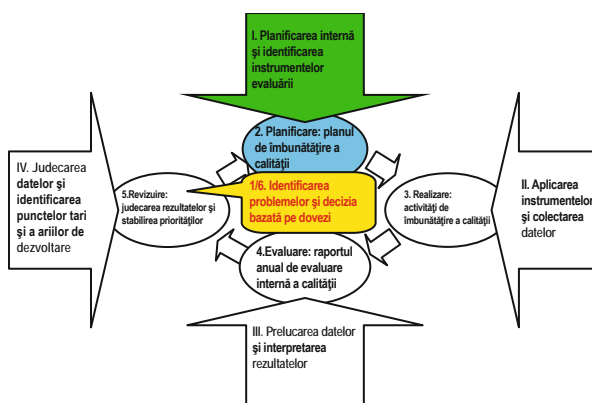 I. Planificarea internă
şi identificarea
instrumentelor
evaluării
2. Planificare: planul
de îmbunătăţire a
calităţii
IV. Judecarea
datelor şi
identificarea
punctelor tari
şi a ariilor de
dezvoltare
5.Revizuire:
judecarea rezultatelor şi
stabilirea priorităţilor
1/6. Identificarea
problemelor şi decizia
bazată pe dovezi
3. Realizare:
activităţi de
îmbunătăţire a calităţii
II. Aplicarea
instrumentelor
şi colectarea
datelor
4.Evaluare: raportul
anual de evaluare
internă a calităţii
III. Prelucarea datelor
şi interpretarea
rezultatelor